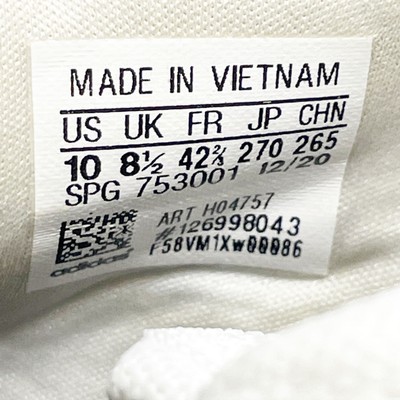 MADE IN VIETNAM
US UK FR JP CHN
10 8½ 42⅔ 270 265
SPG 753001 12/20
ART H04757
#126998043
F58VM1Xw00086
adidas